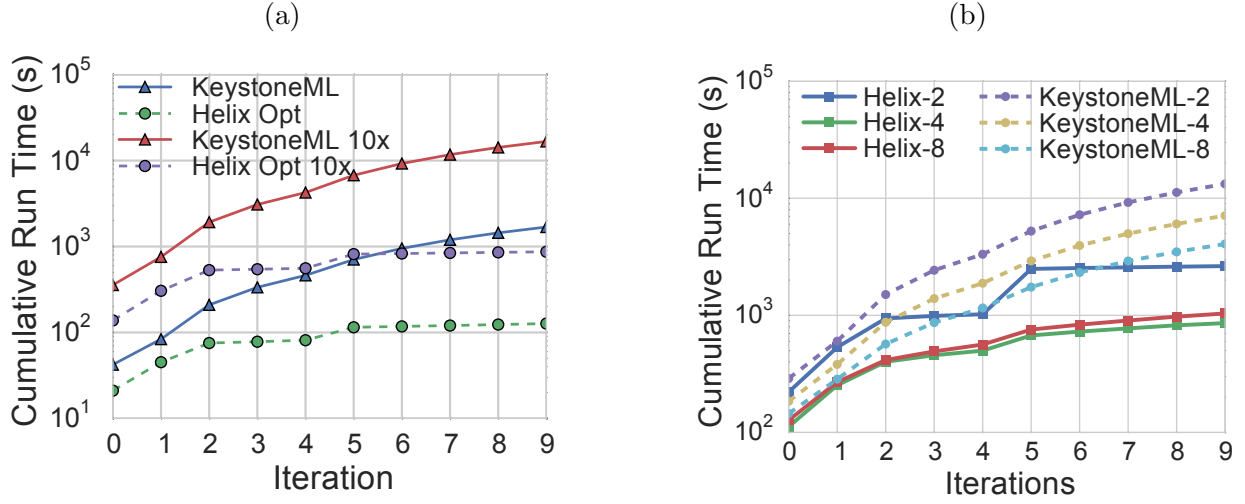 (a)
Cumulative Run Time (s)
10^5
10^4
10^3
10^2
10^1
KeystoneML
Helix Opt
KeystoneML 10x
Helix Opt 10x
0 1 2 3 4 5 6 7 8 9
Iteration
(b)
Cumulative Run Time (s)
10^5
10^4
10^3
10^2
Helix-2
Helix-4
Helix-8
KeystoneML-2
KeystoneML-4
KeystoneML-8
0 1 2 3 4 5 6 7 8 9
Iterations